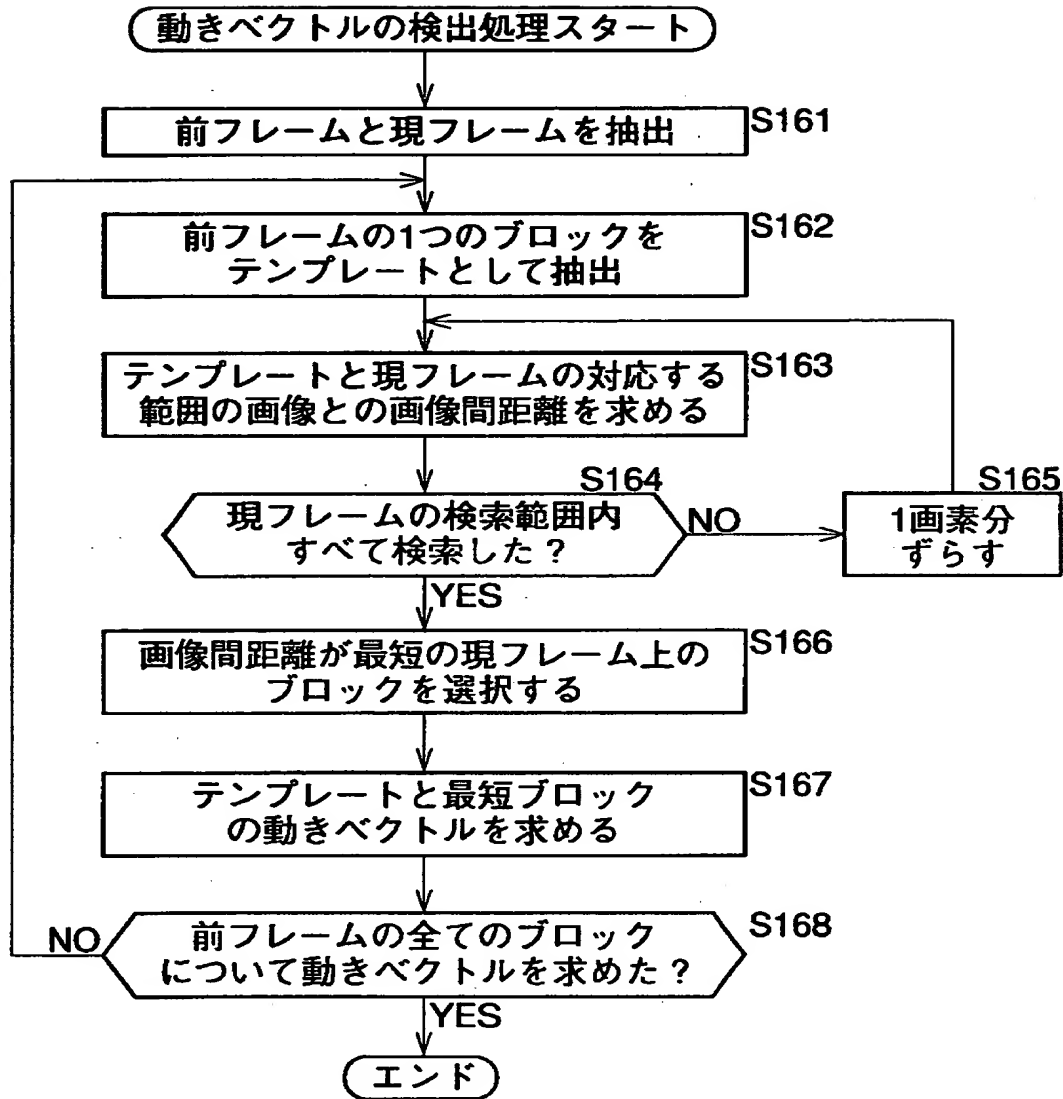 動きベクトルの検出処理スタート
前フレームと現フレームを抽出
S161
前フレームの1つのブロックを
テンプレートとして抽出
S162
テンプレートと現フレームの対応する
範囲の画像との画像間距離を求める
S163
現フレームの検索範囲内
すべて検索した?
S164
NO
1画素分
ずらす
S165
YES
画像間距離が最短の現フレーム上の
ブロックを選択する
S166
テンプレートと最短ブロック
の動きベクトルを求める
S167
前フレームの全てのブロック
について動きベクトルを求めた?
S168
NO
YES
エンド